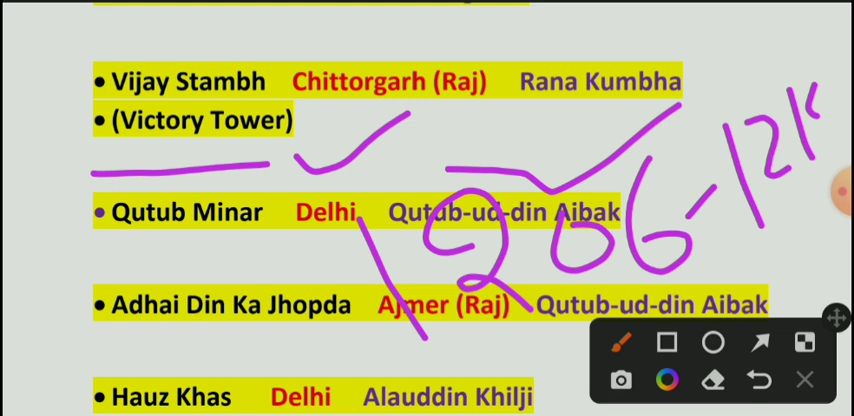 • Vijay Stambh Chittorgarh (Raj) Rana Kumbha
• (Victory Tower)
• Qutub Minar Delhi Qutub-ud-din Aibak
1206-121
• Adhai Din Ka Jhopda Ajmer (Raj) Qutub-ud-din Aibak
• Hauz Khas Delhi Alauddin Khilji